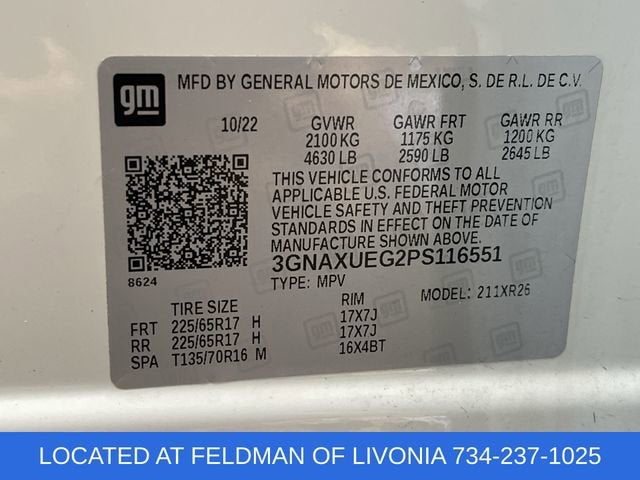 gm MFD BY GENERAL MOTORS DE MEXICO, S. DE R.L. DE C.V.
10/22 GVWR GAWR FRT GAWR RR
2100 KG 1175 KG 1200 KG
4630 LB 2590 LB 2645 LB
THIS VEHICLE CONFORMS TO ALL
APPLICABLE U.S. FEDERAL MOTOR
VEHICLE SAFETY AND THEFT PREVENTION
STANDARDS IN EFFECT ON THE DATE OF
MANUFACTURE SHOWN ABOVE.
3GNAXUEG2PS116551
8624
TYPE: MPV MODEL: 211XR26
TIRE SIZE RIM
FRT 225/65R17 H 17X7J
RR 225/65R17 H 17X7J
SPA T135/70R16 M 16X4BT
LOCATED AT FELDMAN OF LIVONIA 734-237-1025